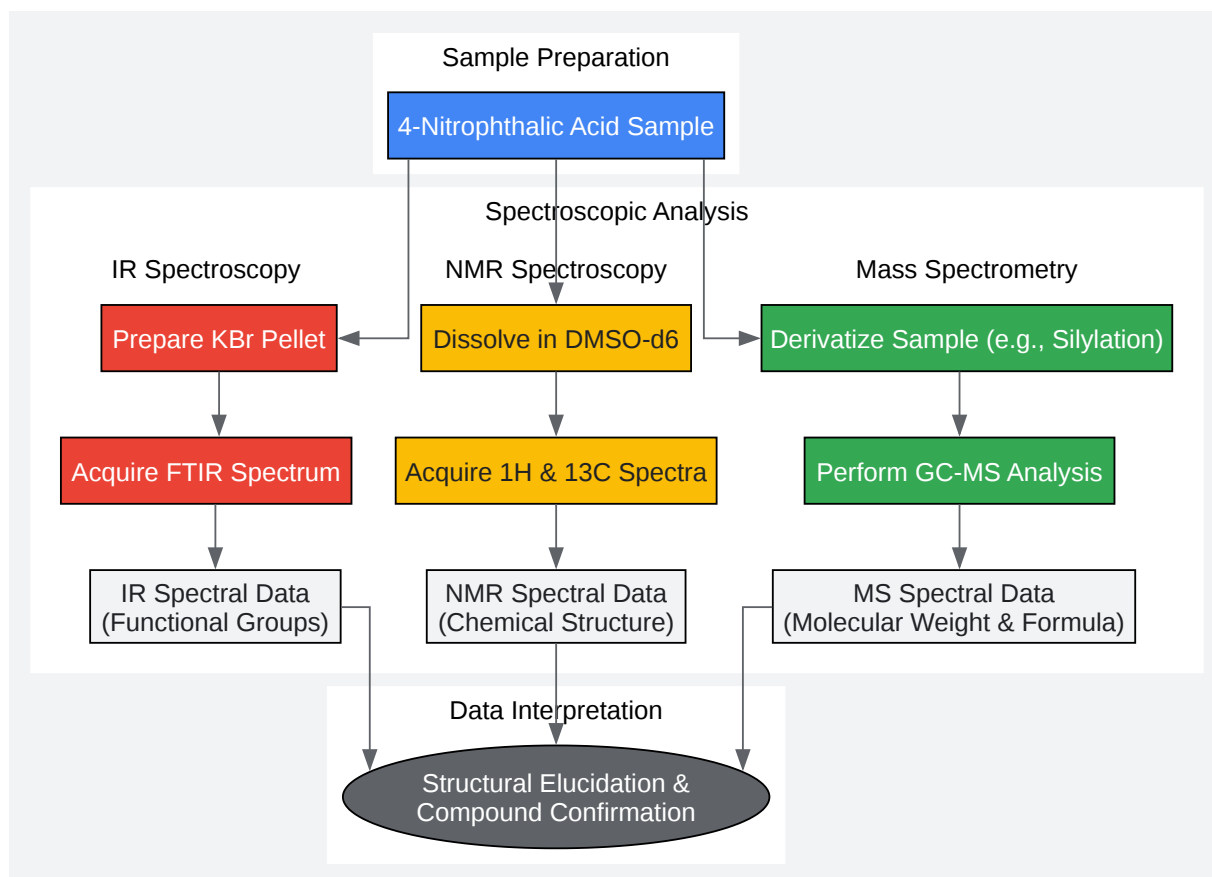 Sample Preparation
4-Nitrophthalic Acid Sample
Spectroscopic Analysis
IR Spectroscopy
NMR Spectroscopy
Mass Spectrometry
Prepare KBr Pellet
Dissolve in DMSO-d6
Derivatize Sample (e.g., Silylation)
Acquire FTIR Spectrum
Acquire 1H & 13C Spectra
Perform GC-MS Analysis
IR Spectral Data
(Functional Groups)
NMR Spectral Data
(Chemical Structure)
MS Spectral Data
(Molecular Weight & Formula)
Data Interpretation
Structural Elucidation &
Compound Confirmation